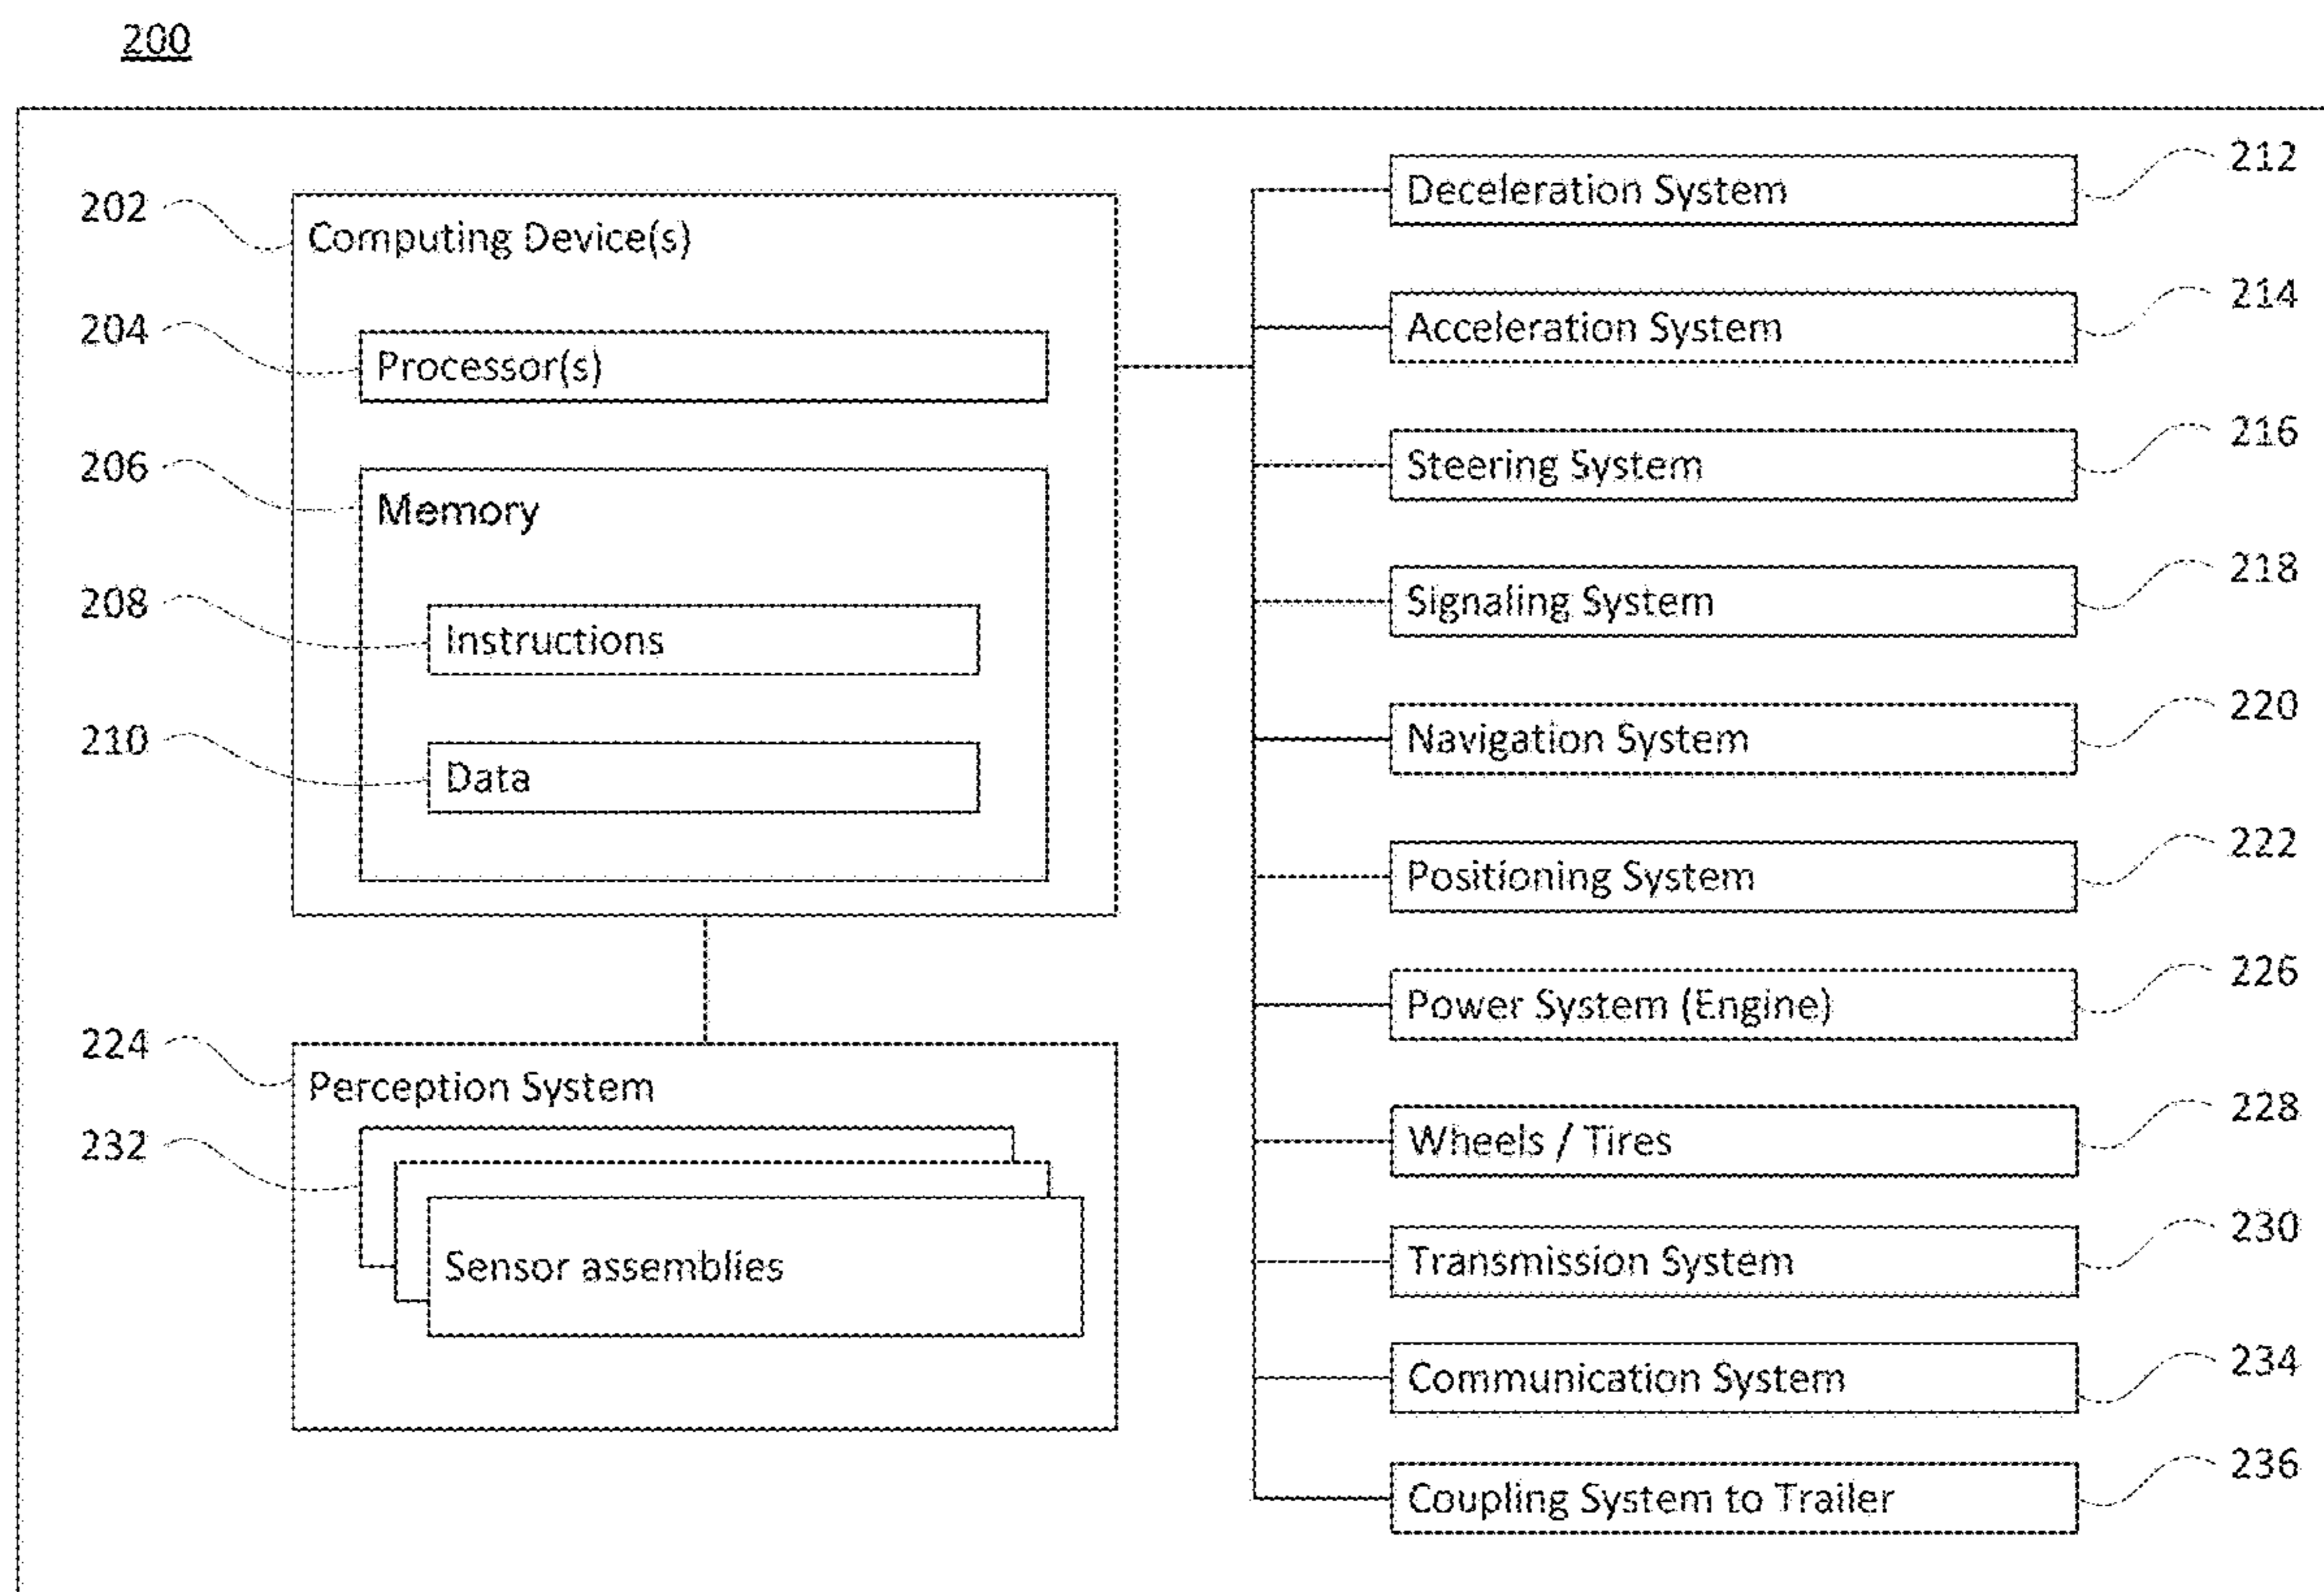 200
202
Computing Device(s)
204
Processor(s)
206
Memory
208
Instructions
210
Data
224
Perception System
232
Sensor assemblies
Deceleration System
212
Acceleration System
214
Steering System
216
Signaling System
218
Navigation System
220
Positioning System
222
Power System (Engine)
226
Wheels / Tires
228
Transmission System
230
Communication System
234
Coupling System to Trailer
236